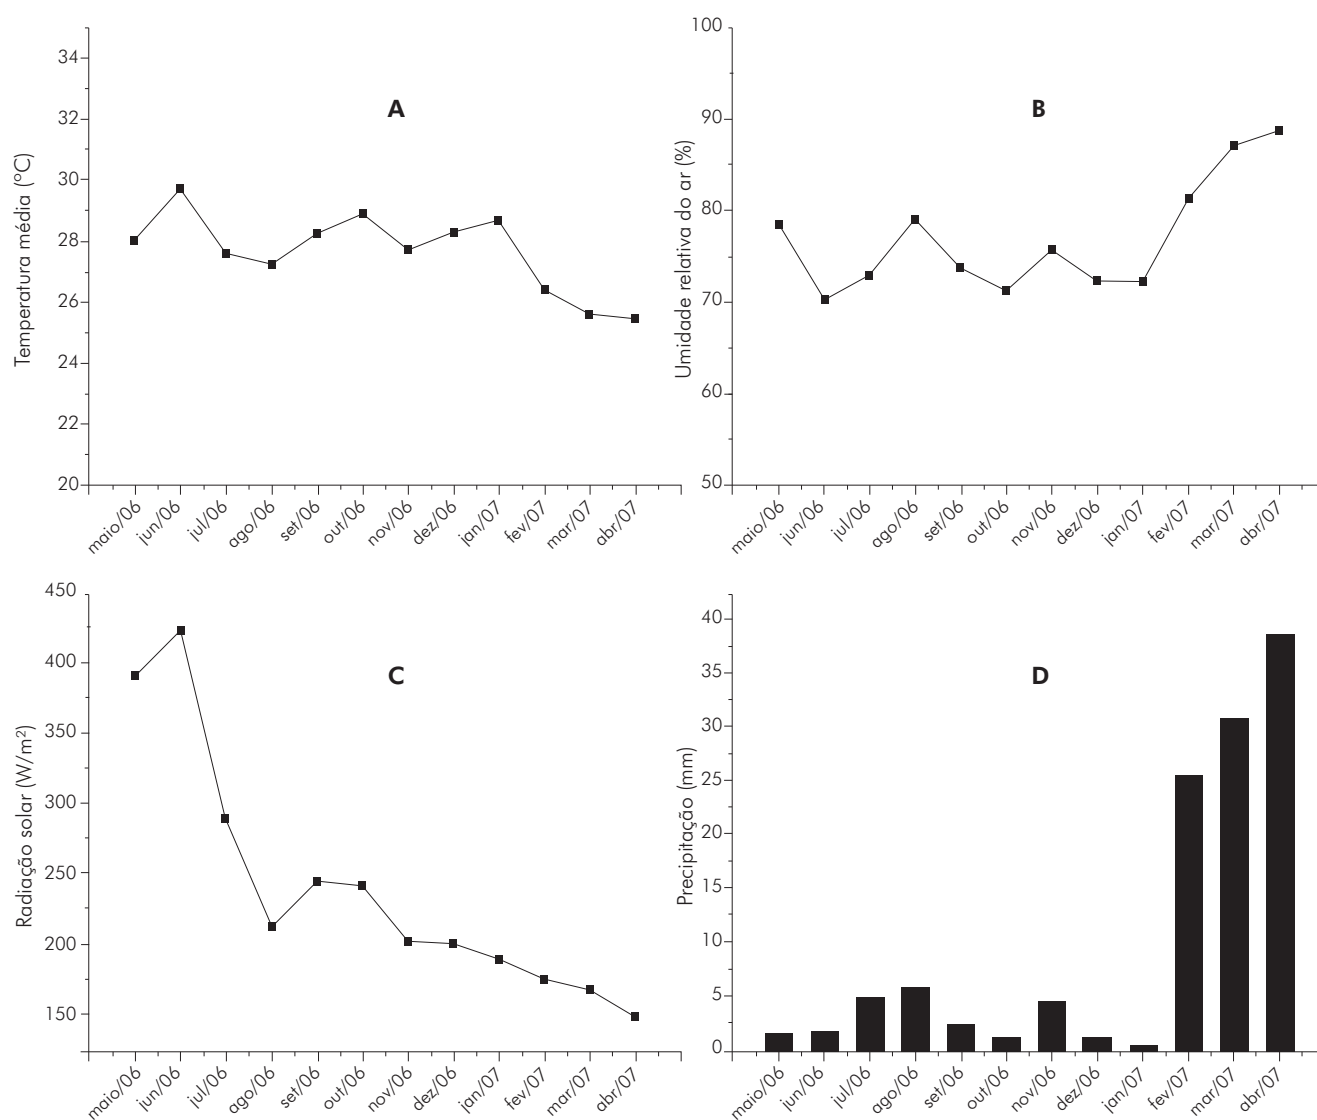 A
Temperatura média (ºC)
34
32
30
28
26
24
22
20
maio/06 jun/06 jul/06 ago/06 set/06 out/06 nov/06 dez/06 jan/07 fev/07 mar/07 abr/07
B
Umidade relativa do ar (%)
100
90
80
70
60
50
maio/06 jun/06 jul/06 ago/06 set/06 out/06 nov/06 dez/06 jan/07 fev/07 mar/07 abr/07
C
Radiação solar (W/m²)
450
400
350
300
250
200
150
maio/06 jun/06 jul/06 ago/06 set/06 out/06 nov/06 dez/06 jan/07 fev/07 mar/07 abr/07
D
Precipitação (mm)
40
35
30
25
20
15
10
5
0
maio/06 jun/06 jul/06 ago/06 set/06 out/06 nov/06 dez/06 jan/07 fev/07 mar/07 abr/07